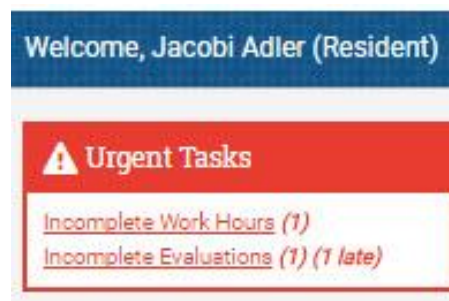 Welcome, Jacobi Adler (Resident)
Urgent Tasks
Incomplete Work Hours (1)
Incomplete Evaluations (1) (1 late)